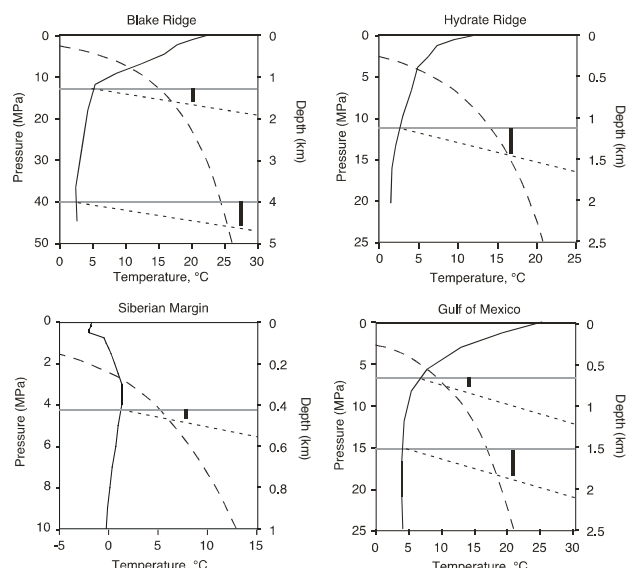 Blake Ridge
0
10
20
30
40
50
Pressure (MPa)
0
1
2
3
4
5
Depth (km)
0 5 10 15 20 25 30
Temperature, °C
Hydrate Ridge
0
5
10
15
20
25
Pressure (MPa)
0
0.5
1
1.5
2
2.5
Depth (km)
0 5 10 15 20 25
Temperature, °C
Siberian Margin
0
2
4
6
8
10
Pressure (MPa)
0
0.2
0.4
0.6
0.8
1
Depth (km)
-5 0 5 10 15
Temperature, °C
Gulf of Mexico
0
5
10
15
20
25
Pressure (MPa)
0
0.5
1
1.5
2
2.5
Depth (km)
0 5 10 15 20 25 30
Temperature, °C